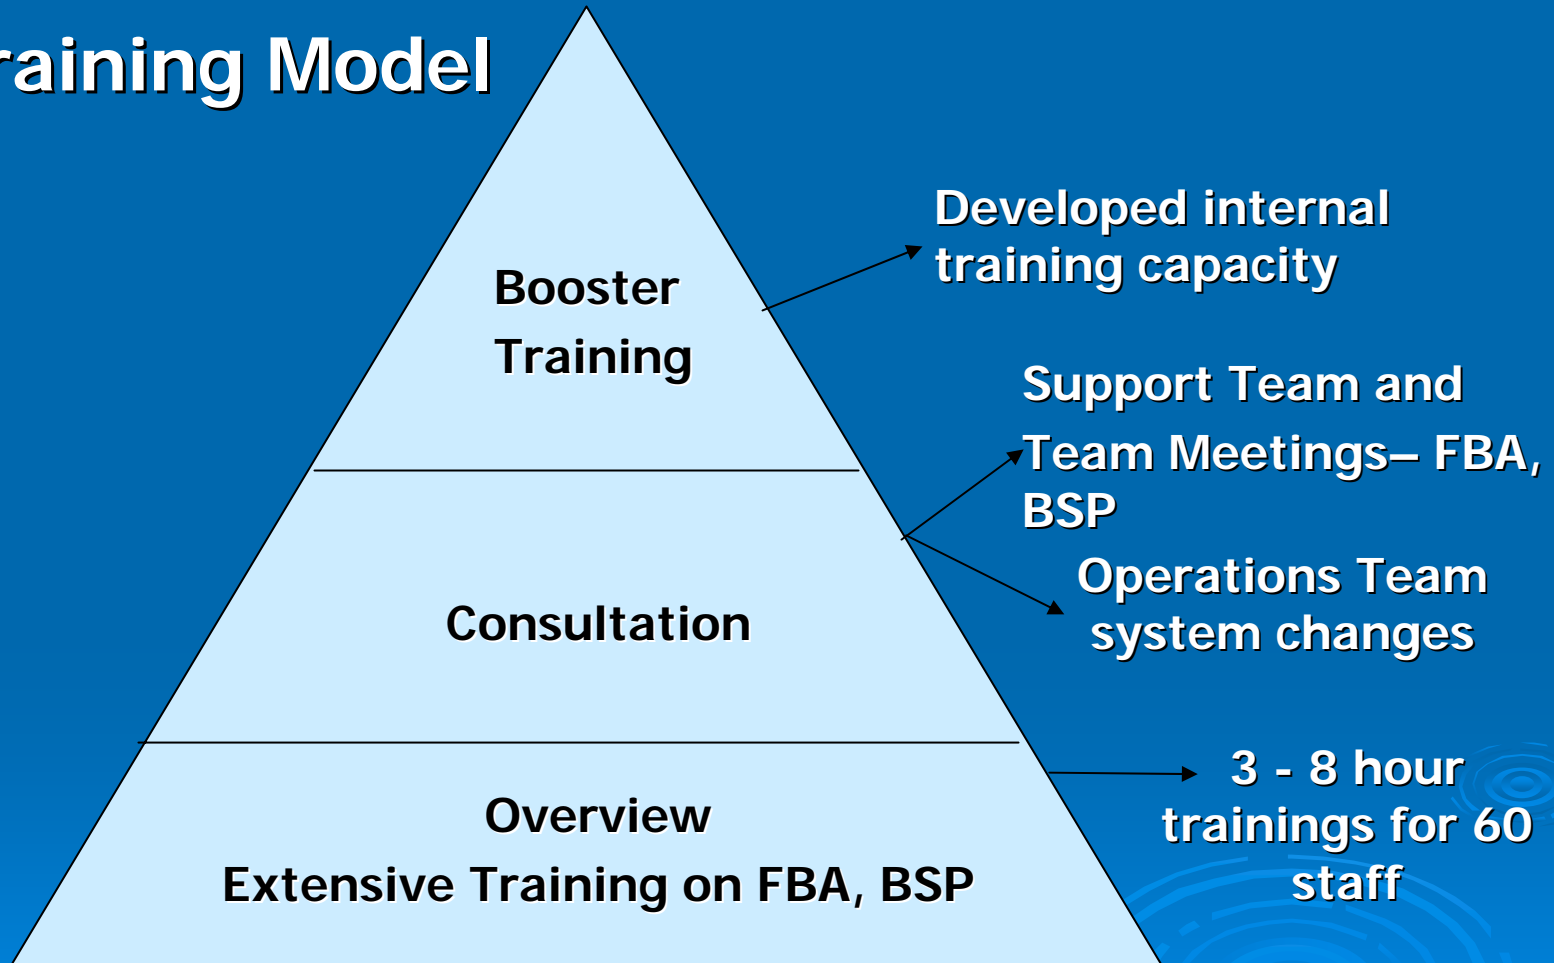 raining Model
Developed internal
training capacity
Booster
Training
Support Team and
Team Meetings– FBA,
BSP
Operations Team
system changes
Consultation
3 - 8 hour
trainings for 60
staff
Overview
Extensive Training on FBA, BSP